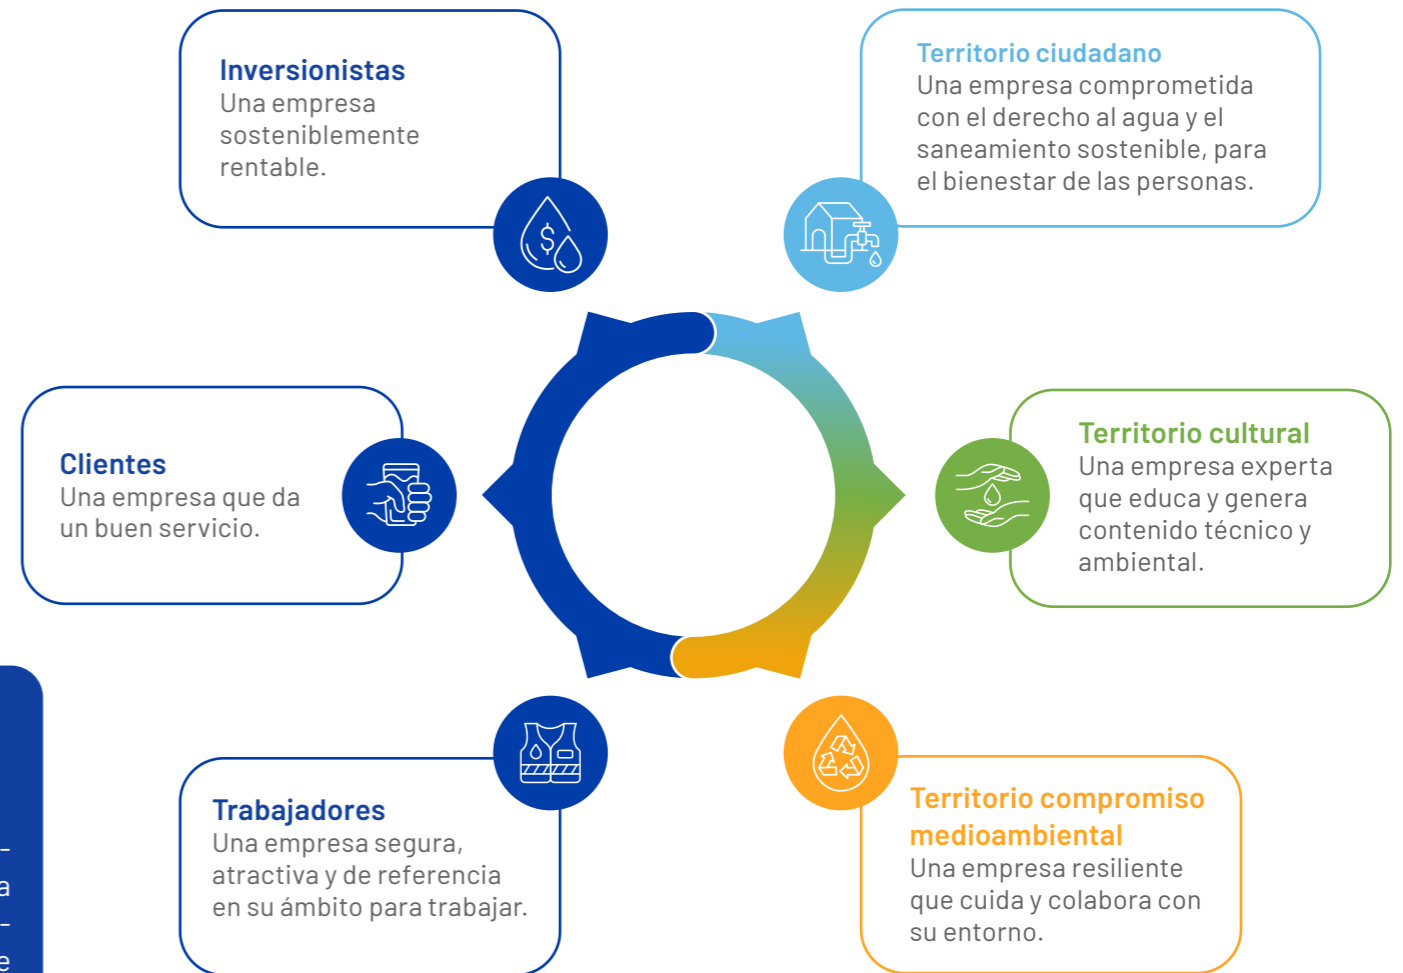 Inversionistas
Una empresa
sosteniblemente
rentable.
Territorio ciudadano
Una empresa comprometida
con el derecho al agua y el
saneamiento sostenible, para
el bienestar de las personas.
$
Clientes
Una empresa que da
un buen servicio.
Territorio cultural
Una empresa experta
que educa y genera
contenido técnico y
ambiental.
Trabajadores
Una empresa segura,
atractiva y de referencia
en su ámbito para trabajar.
Territorio compromiso
medioambiental
Una empresa resiliente
que cuida y colabora con
su entorno.
-
a
-
e